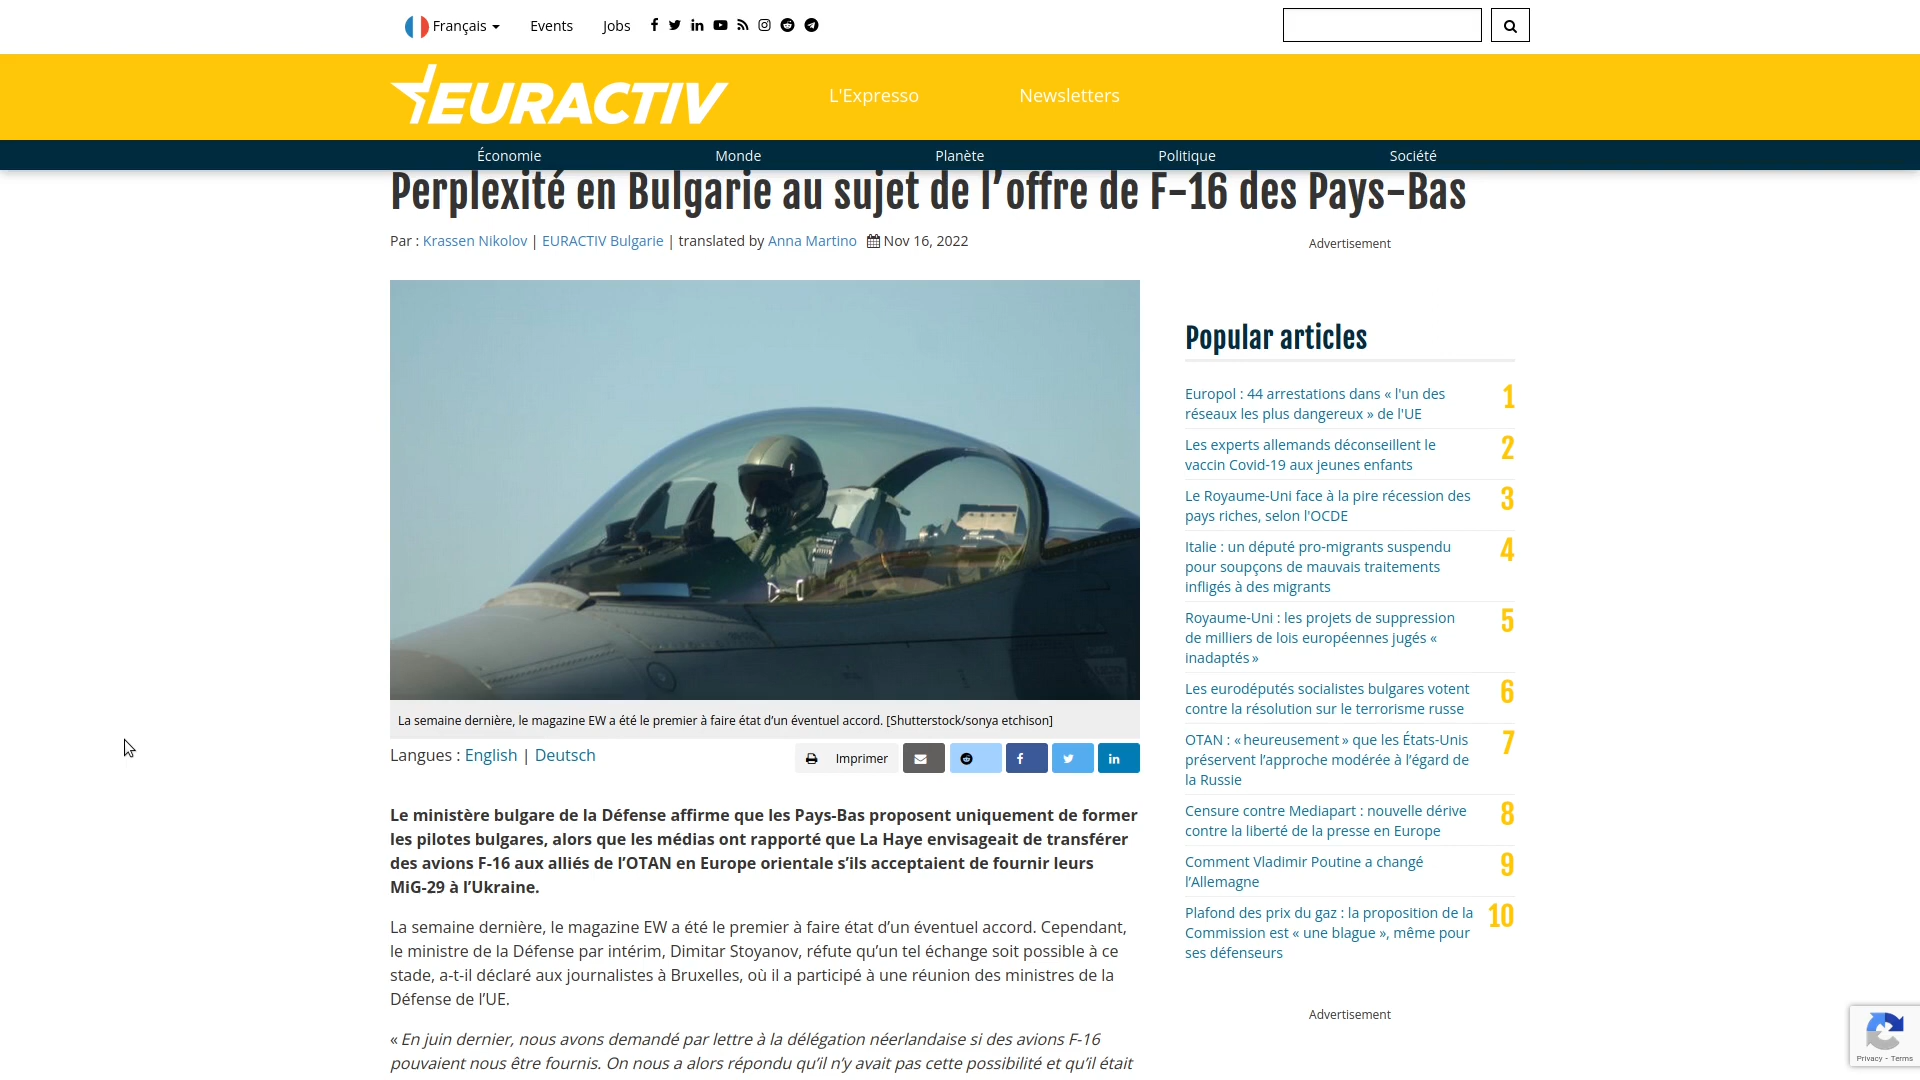 Français
Events
Jobs
EURACTIV
L'Expresso
Newsletters
Économie
Monde
Planète
Politique
Société
Perplexité en Bulgarie au sujet de l’offre de F-16 des Pays-Bas
Par : Krassen Nikolov | EURACTIV Bulgarie | translated by Anna Martino Nov 16, 2022
La semaine dernière, le magazine EW a été le premier à faire état d’un éventuel accord. [Shutterstock/sonya etchison]
Langues : English | Deutsch
Imprimer
Le ministère bulgare de la Défense affirme que les Pays-Bas proposent uniquement de former
les pilotes bulgares, alors que les médias ont rapporté que La Haye envisageait de transférer
des avions F-16 aux alliés de l’OTAN en Europe orientale s’ils acceptaient de fournir leurs
MiG-29 à l’Ukraine.
La semaine dernière, le magazine EW a été le premier à faire état d’un éventuel accord. Cependant,
le ministre de la Défense par intérim, Dimitar Stoyanov, réfute qu’un tel échange soit possible à ce
stade, a-t-il déclaré aux journalistes à Bruxelles, où il a participé à une réunion des ministres de la
Défense de l’UE.
« En juin dernier, nous avons demandé par lettre à la délégation néerlandaise si des avions F-16
pouvaient nous être fournis. On nous a alors répondu qu’il n’y avait pas cette possibilité et qu’il était
Advertisement
Popular articles
Europol : 44 arrestations dans « l'un des
réseaux les plus dangereux » de l'UE
1
Les experts allemands déconseillent le
vaccin Covid-19 aux jeunes enfants
2
Le Royaume-Uni face à la pire récession des
pays riches, selon l'OCDE
3
Italie : un député pro-migrants suspendu
pour soupçons de mauvais traitements
infligés à des migrants
4
Royaume-Uni : les projets de suppression
de milliers de lois européennes jugés «
inadaptés »
5
Les eurodéputés socialistes bulgares votent
contre la résolution sur le terrorisme russe
6
OTAN : « heureusement » que les États-Unis
préservent l’approche modérée à l’égard de
la Russie
7
Censure contre Mediapart : nouvelle dérive
contre la liberté de la presse en Europe
8
Comment Vladimir Poutine a changé
l’Allemagne
9
Plafond des prix du gaz : la proposition de la
Commission est « une blague », même pour
ses défenseurs
10
Advertisement
Privacy - Terms